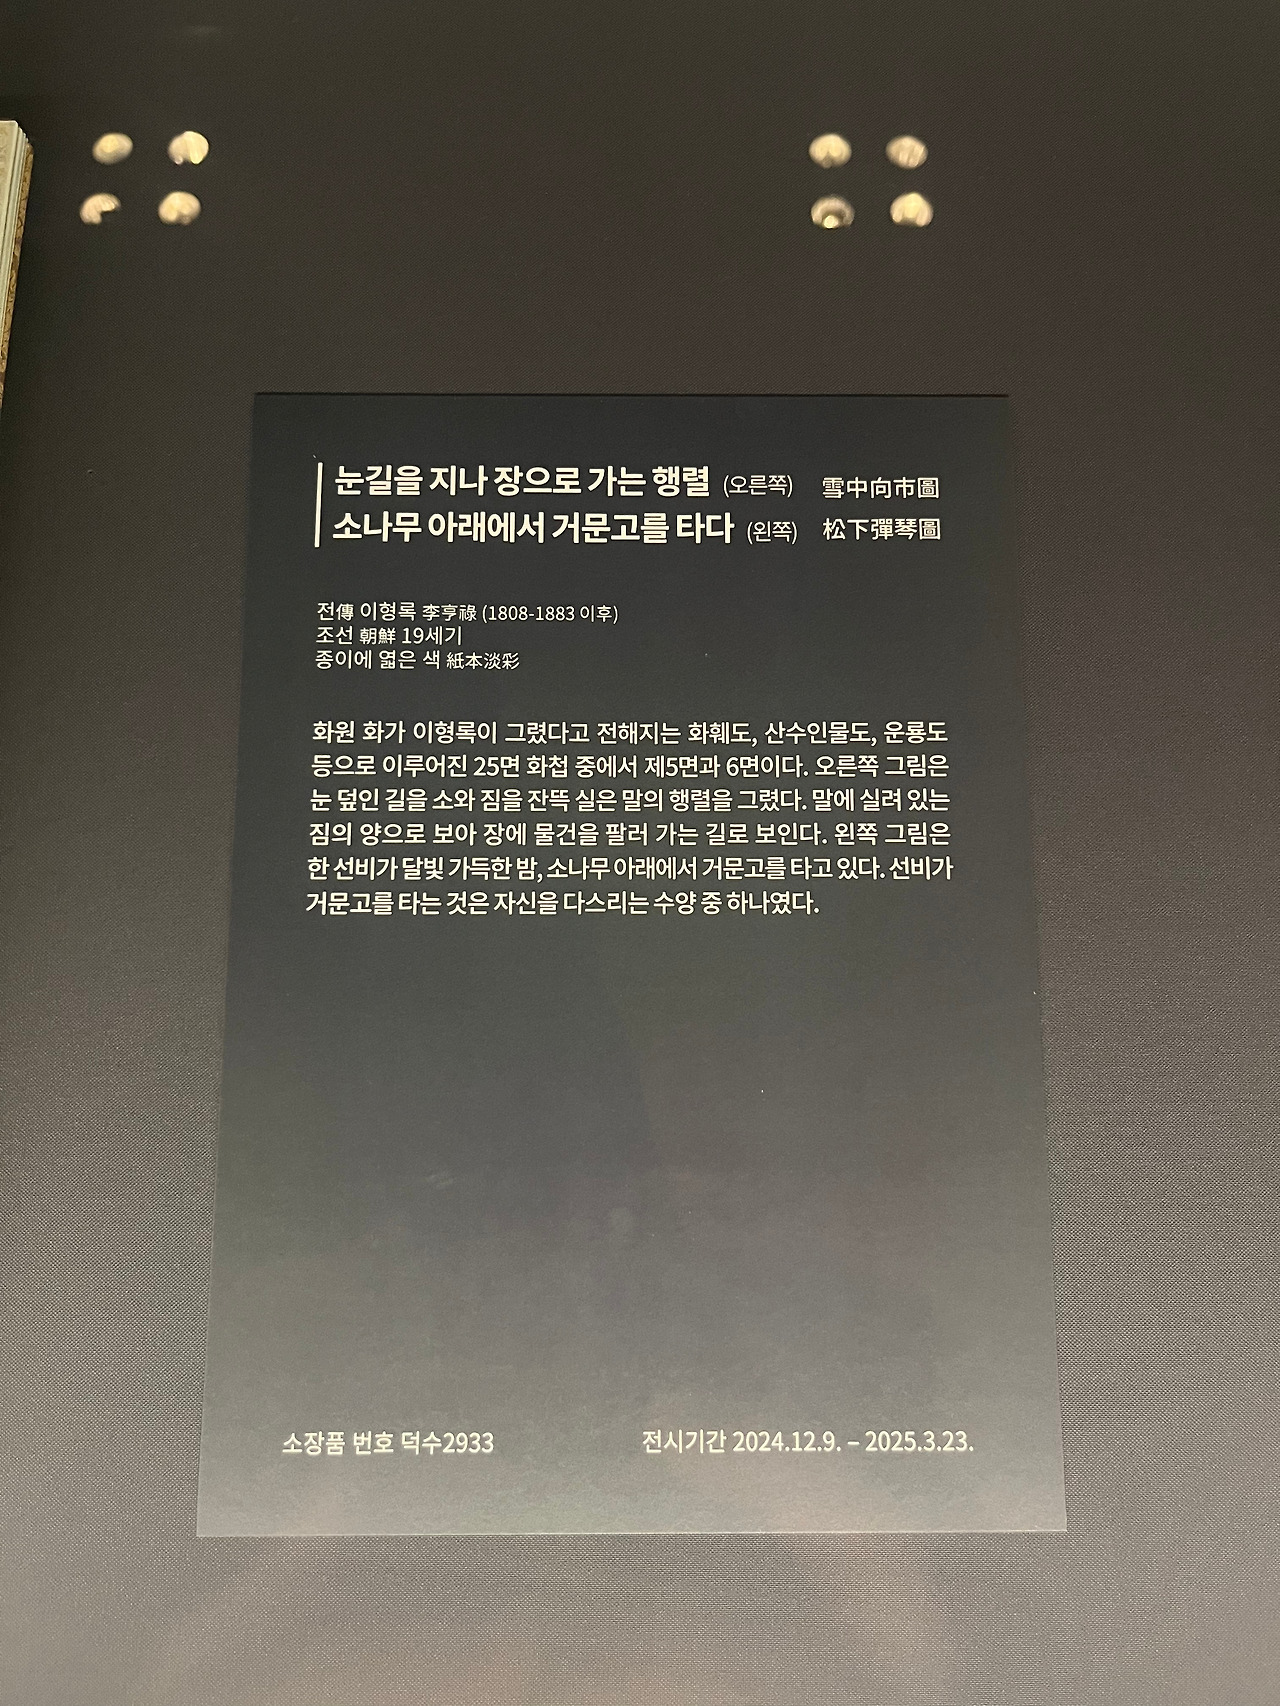 눈길을 지나 장으로 가는 행렬 (오른쪽) 雪中向市圖
소나무 아래에서 거문고를 타다 (왼쪽) 松下彈琴圖
전傳 이형록 李亨祿 (1808-1883 이후)
조선 朝鮮 19세기
종이에 엷은 색 紙本淡彩
화원 화가 이형록이 그렸다고 전해지는 화훼도, 산수인물도, 운룡도
등으로 이루어진 25면 화첩 중에서 제5면과 6면이다. 오른쪽 그림은
눈 덮인 길을 소와 짐을 잔뜩 실은 말의 행렬을 그렸다. 말에 실려 있는
짐의 양으로 보아 장에 물건을 팔러 가는 길로 보인다. 왼쪽 그림은
한 선비가 달빛 가득한 밤, 소나무 아래에서 거문고를 타고 있다. 선비가
거문고를 타는 것은 자신을 다스리는 수양 중 하나였다.
소장품 번호 덕수2933 전시기간 2024.12.9. – 2025.3.23.